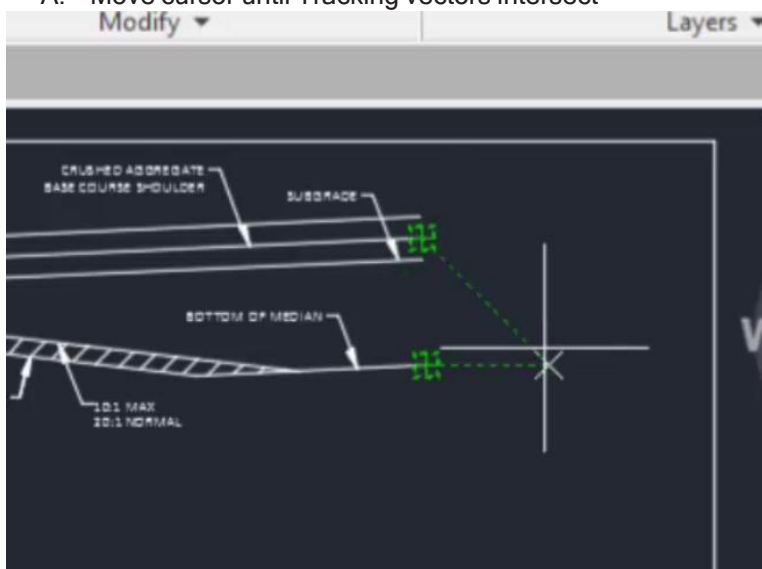 A. Move cursor until Tracking vectors intersect
Modify
Layers
CRUSHED AGGREGATE
BASE COURSE SHOULDER
SUBGRADE
BOTTOM OF MEDIAN
W
10:1 MAX
20:1 NORMAL